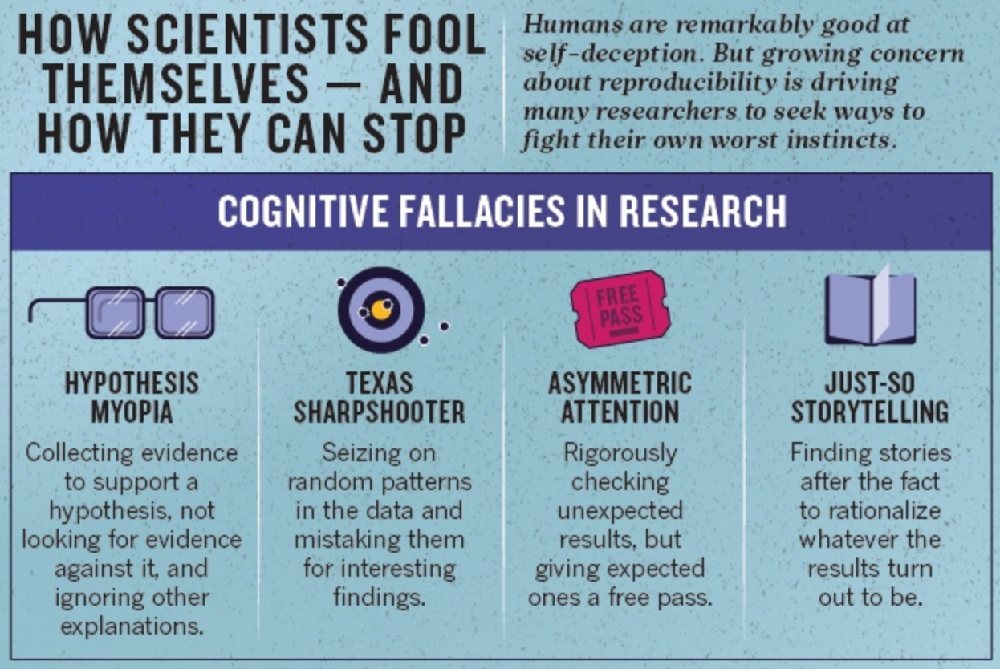 HOW SCIENTISTS FOOL
THEMSELVES — AND
HOW THEY CAN STOP
Humans are remarkably good at
self-deception. But growing concern
about reproducibility is driving
many researchers to seek ways to
fight their own worst instincts.
COGNITIVE FALLACIES IN RESEARCH
HYPOTHESIS
MYOPIA
Collecting evidence
to support a
hypothesis, not
looking for evidence
against it, and
ignoring other
explanations.
TEXAS
SHARPSHOOTER
Seizing on
random patterns
in the data and
mistaking them
for interesting
findings.
FREE
PASS
ASYMMETRIC
ATTENTION
Rigorously
checking
unexpected
results, but
giving expected
ones a free pass.
JUST-SO
STORYTELLING
Finding stories
after the fact
to rationalize
whatever the
results turn
out to be.